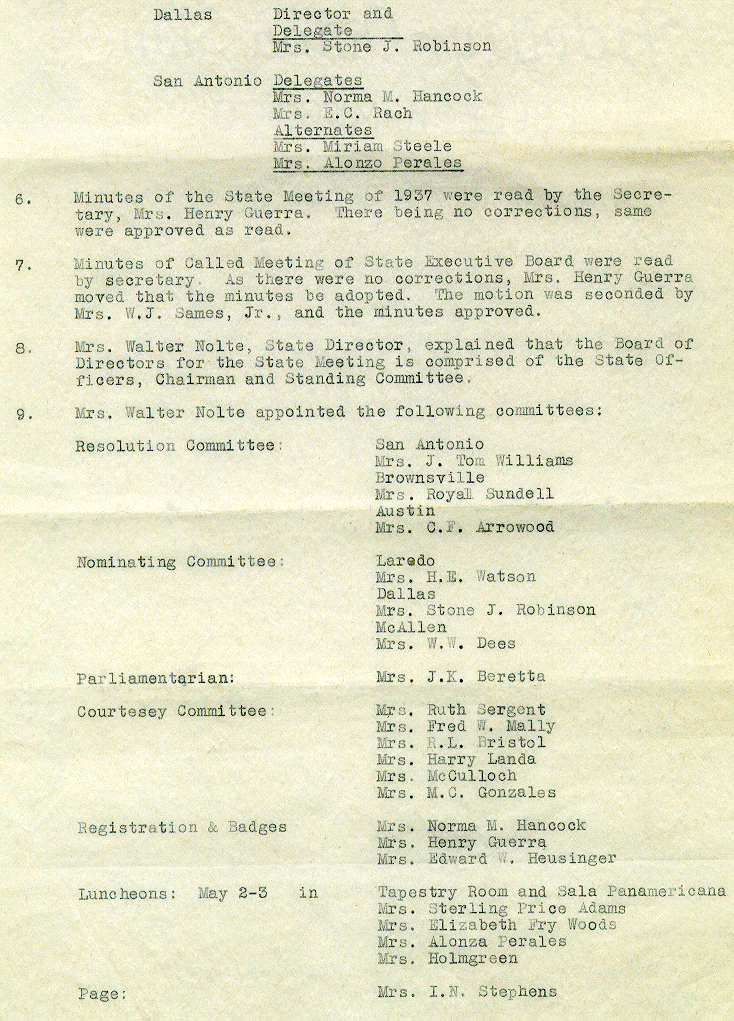 Dallas Director and
Delegate
Mrs. Stone J. Robinson
San Antonio Delegates
Mrs. Norma M. Hancock
Mrs. E.C. Rach
Alternates
Mrs. Miriam Steele
Mrs. Alonzo Perales
6. Minutes of the State Meeting of 1937 were read by the Secre-
tary, Mrs. Henry Guerra. There being no corrections, same
were approved as read.
7. Minutes of Called Meeting of State Executive Board were read
by secretary. As there were no corrections, Mrs. Henry Guerra
moved that the minutes be adopted. The motion was seconded by
Mrs. W.J. Sames, Jr., and the minutes approved.
8. Mrs. Walter Nolte, State Director, explained that the Board of
Directors for the State Meeting is comprised of the State Of-
ficers, Chairman and Standing Committee.
9. Mrs. Walter Nolte appointed the following committees:
Resolution Committee: San Antonio
Mrs. J. Tom Williams
Brownsville
Mrs. Royal Sundell
Austin
Mrs. C.F. Arrowood
Nominating Committee: Laredo
Mrs. H.E. Watson
Dallas
Mrs. Stone J. Robinson
McAllen
Mrs. W.W. Dees
Parliamentarian: Mrs. J.K. Beretta
Courtesey Committee: Mrs. Ruth Sergent
Mrs. Fred W. Mally
Mrs. R.L. Bristol
Mrs. Harry Landa
Mrs. McCulloch
Mrs. M.C. Gonzales
Registration & Badges Mrs. Norma M. Hancock
Mrs. Henry Guerra
Mrs. Edward W. Heusinger
Luncheons: May 2-3 in Tapestry Room and Sala Panamericana
Mrs. Sterling Price Adams
Mrs. Elizabeth Fry Woods
Mrs. Alonza Perales
Mrs. Holmgreen
Page: Mrs. I.N. Stephens